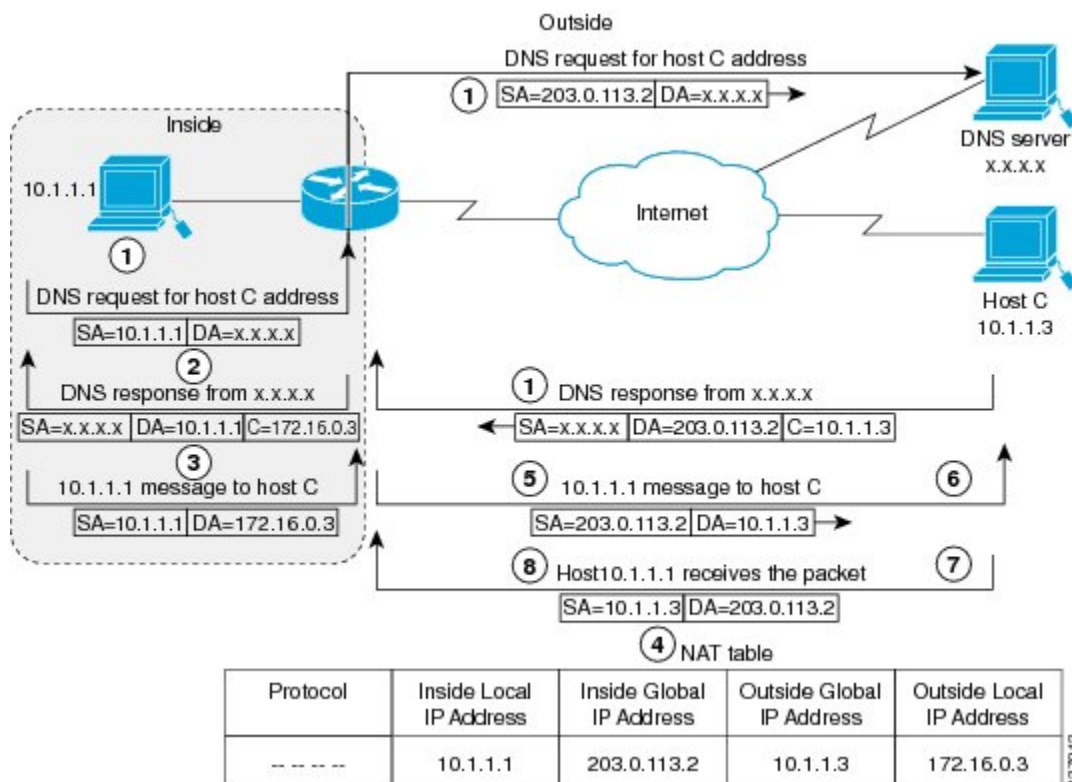 Outside
DNS request for host C address
1 SA=203.0.113.2 DA=x.x.x.x
DNS server
x.x.x.x
Inside
10.1.1.1
Internet
1
Host C
10.1.1.3
DNS request for host C address
SA=10.1.1.1 DA=x.x.x.x
2
DNS response from x.x.x.x
SA=x.x.x.x DA=10.1.1.1 C=172.16.0.3
3
10.1.1.1 message to host C
SA=10.1.1.1 DA=172.16.0.3
1 DNS response from x.x.x.x
SA=x.x.x.x DA=203.0.113.2 C=10.1.1.3
5 10.1.1.1 message to host C 6
SA=203.0.113.2 DA=10.1.1.3
8 Host10.1.1.1 receives the packet 7
SA=10.1.1.3 DA=203.0.113.2
4 NAT table
Protocol Inside Local Inside Global Outside Global Outside Local
IP Address IP Address IP Address IP Address
-- -- -- -- 10.1.1.1 203.0.113.2 10.1.1.3 172.16.0.3